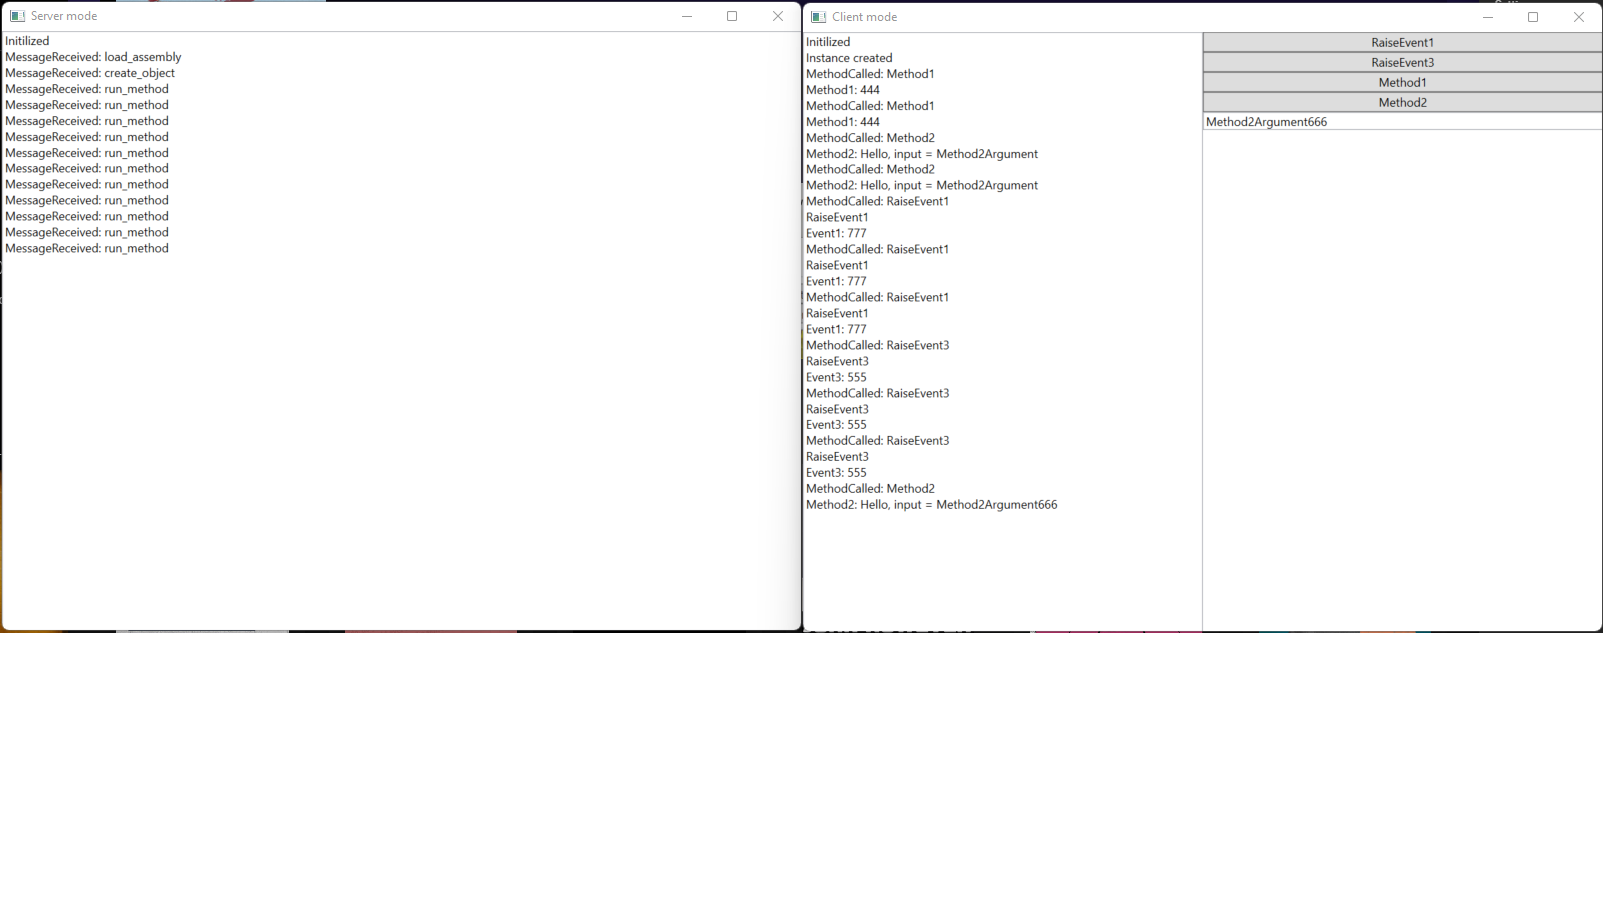 Server mode
Initilized
MessageReceived: load_assembly
MessageReceived: create_object
MessageReceived: run_method
MessageReceived: run_method
MessageReceived: run_method
MessageReceived: run_method
MessageReceived: run_method
MessageReceived: run_method
MessageReceived: run_method
MessageReceived: run_method
MessageReceived: run_method
MessageReceived: run_method
MessageReceived: run_method
Client mode
Initilized
Instance created
MethodCalled: Method1
Method1: 444
MethodCalled: Method1
Method1: 444
MethodCalled: Method2
Method2: Hello, input = Method2Argument
MethodCalled: Method2
Method2: Hello, input = Method2Argument
MethodCalled: RaiseEvent1
RaiseEvent1
Event1: 777
MethodCalled: RaiseEvent1
RaiseEvent1
Event1: 777
MethodCalled: RaiseEvent1
RaiseEvent1
Event1: 777
MethodCalled: RaiseEvent3
RaiseEvent3
Event3: 555
MethodCalled: RaiseEvent3
RaiseEvent3
Event3: 555
MethodCalled: RaiseEvent3
RaiseEvent3
Event3: 555
MethodCalled: Method2
Method2: Hello, input = Method2Argument666
RaiseEvent1
RaiseEvent3
Method1
Method2
Method2Argument666